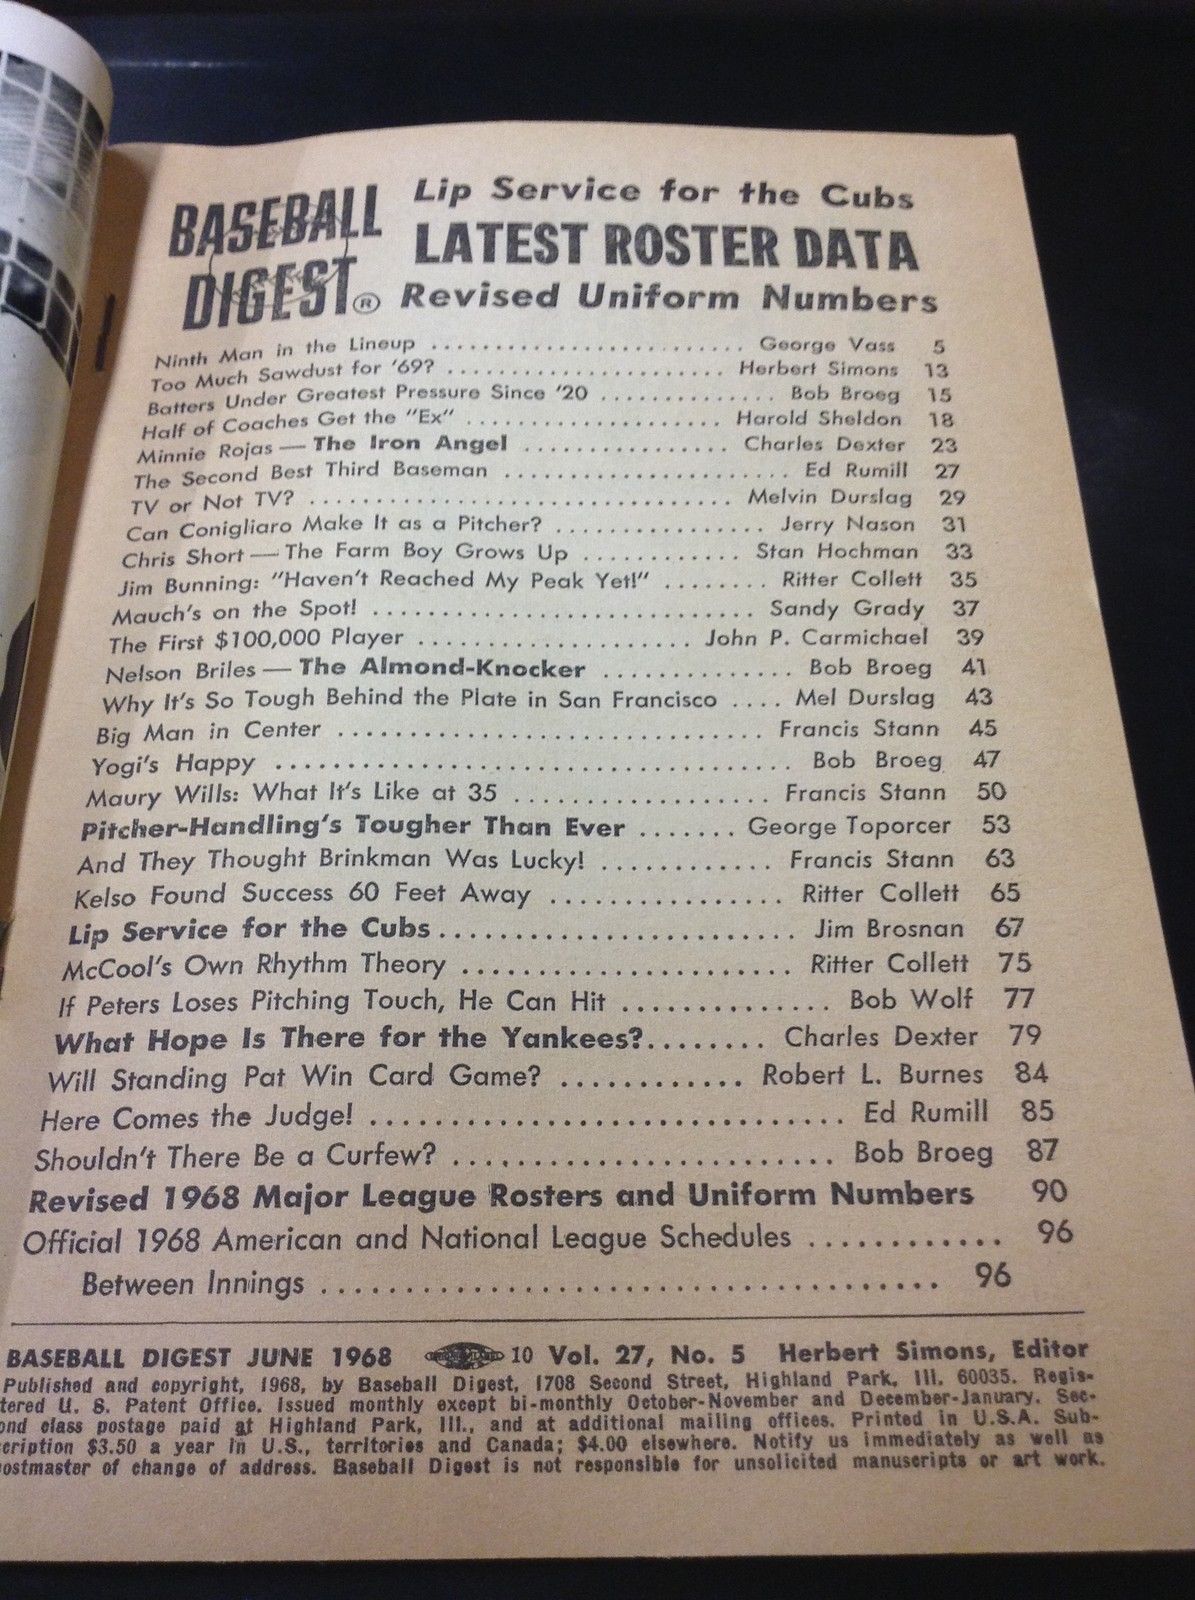 BASEBALL
DIGEST®
Lip Service for the Cubs
LATEST ROSTER DATA
Revised Uniform Numbers
Ninth Man in the Lineup ........................ George Vass 5
Too Much Sawdust for '69? ...................... Herbert Simons 13
Batters Under Greatest Pressure Since '20 .............. Bob Broeg 15
Half of Coaches Get the "Ex" .................... Harold Sheldon 18
Minnie Rojas — The Iron Angel ................ Charles Dexter 23
The Second Best Third Baseman ........................ Ed Rumill 27
TV or Not TV? ................................. Melvin Durslag 29
Can Conigliaro Make It as a Pitcher? ................ Jerry Nason 31
Chris Short — The Farm Boy Grows Up ............ Stan Hochman 33
Jim Bunning: "Haven't Reached My Peak Yet!" ........ Ritter Collett 35
Mauch's on the Spot! ............................. Sandy Grady 37
The First $100,000 Player .................... John P. Carmichael 39
Nelson Briles — The Almond-Knocker .............. Bob Broeg 41
Why It's So Tough Behind the Plate in San Francisco .... Mel Durslag 43
Big Man in Center ................................ Francis Stann 45
Yogi's Happy ...................................... Bob Broeg 47
Maury Wills: What It's Like at 35 ................... Francis Stann 50
Pitcher-Handling's Tougher Than Ever ....... George Toporcer 53
And They Thought Brinkman Was Lucky! ............ Francis Stann 63
Kelso Found Success 60 Feet Away ................ Ritter Collett 65
Lip Service for the Cubs......................... Jim Brosnan 67
McCool's Own Rhythm Theory ...................... Ritter Collett 75
If Peters Loses Pitching Touch, He Can Hit .............. Bob Wolf 77
What Hope Is There for the Yankees?........ Charles Dexter 79
Will Standing Pat Win Card Game? ............ Robert L. Burnes 84
Here Comes the Judge! ............................... Ed Rumill 85
Shouldn't There Be a Curfew? ......................... Bob Broeg 87
Revised 1968 Major League Rosters and Uniform Numbers 90
Official 1968 American and National League Schedules ............ 96
Between Innings ...................................... 96
BASEBALL DIGEST JUNE 1968 10 Vol. 27, No. 5 Herbert Simons, Editor
Published and copyright, 1968, by Baseball Digest, 1708 Second Street, Highland Park, Ill. 60035. Regis-
tered U. S. Patent Office. Issued monthly except bi-monthly October-November and December-January. Sec-
ond class postage paid at Highland Park, Ill., and at additional mailing offices. Printed in U.S.A. Sub-
scription $3.50 a year in U.S., territories and Canada; $4.00 elsewhere. Notify us immediately as well as
postmaster of change of address. Baseball Digest is not responsible for unsolicited manuscripts or art work.